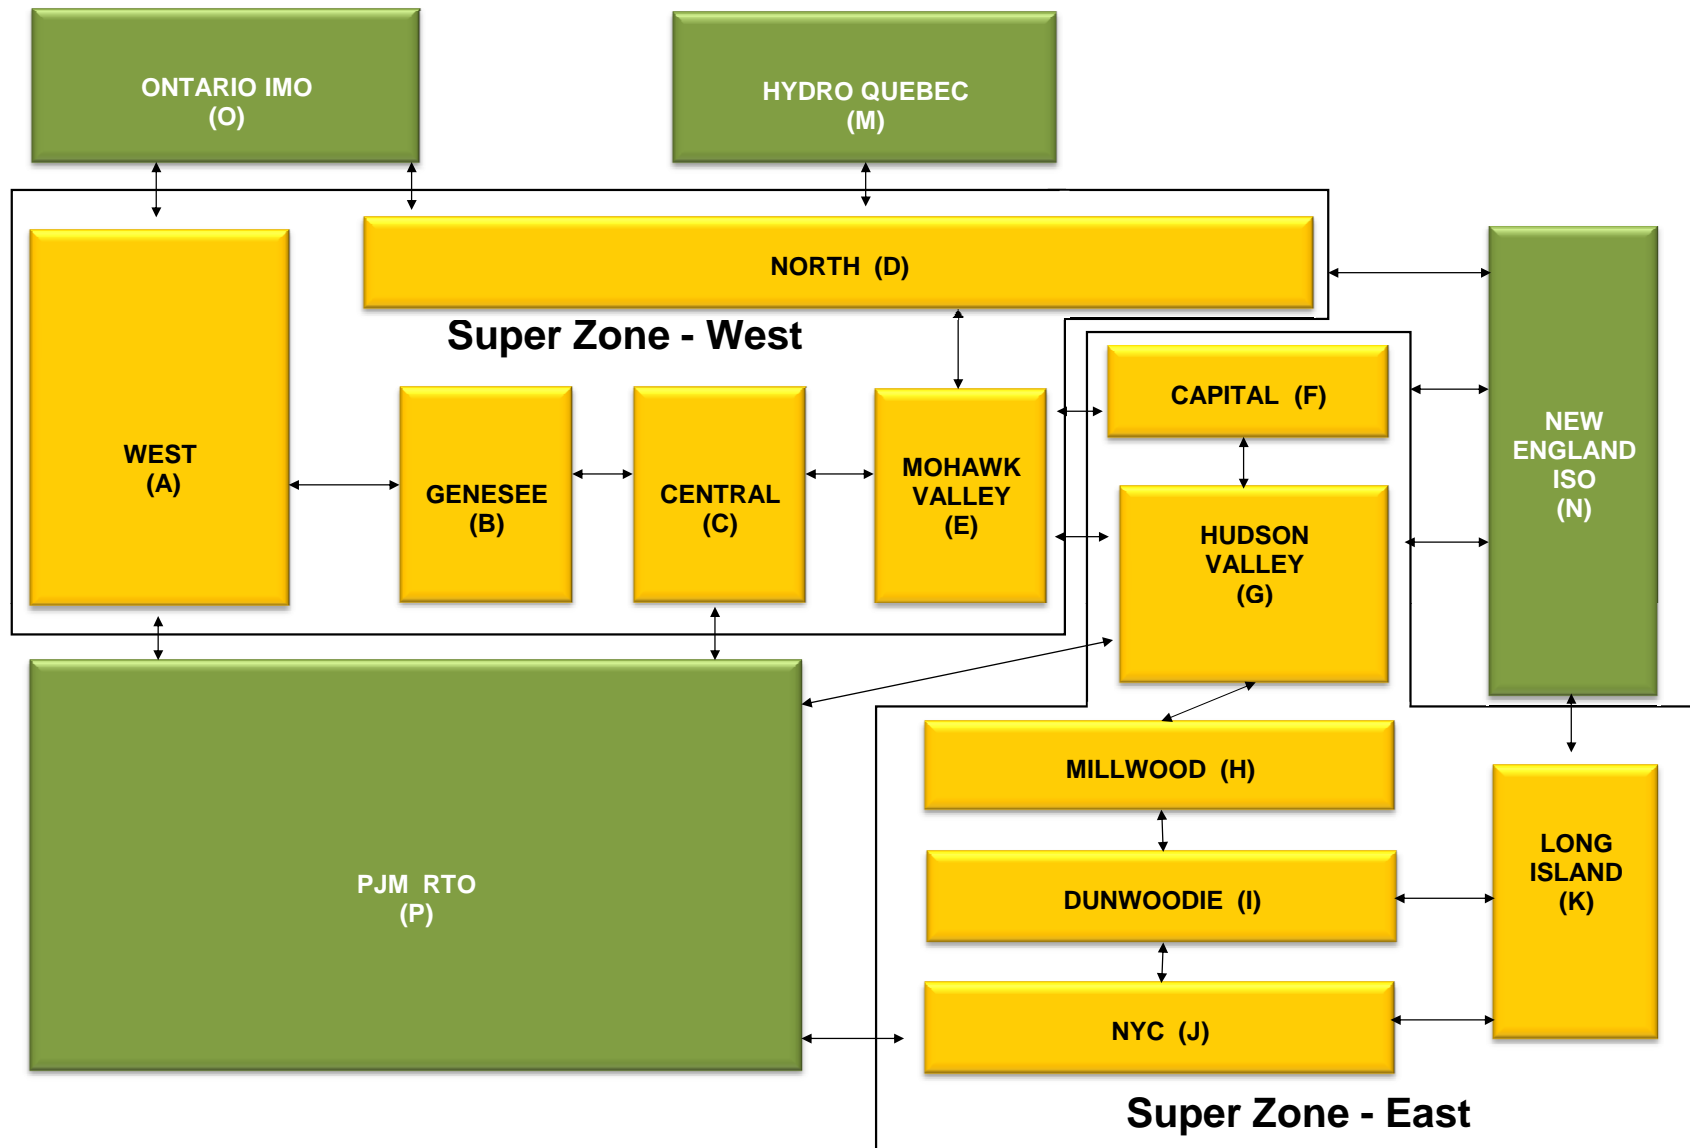 ONTARIO IMO
(O)
HYDRO QUEBEC
(M)
NORTH (D)
Super Zone - West
WEST
(A)
GENESEE
(B)
CENTRAL
(C)
MOHAWK
VALLEY
(E)
CAPITAL (F)
HUDSON
VALLEY
(G)
NEW
ENGLAND
ISO
(N)
PJM RTO
(P)
MILLWOOD (H)
DUNWOODIE (I)
NYC (J)
LONG
ISLAND
(K)
Super Zone - East